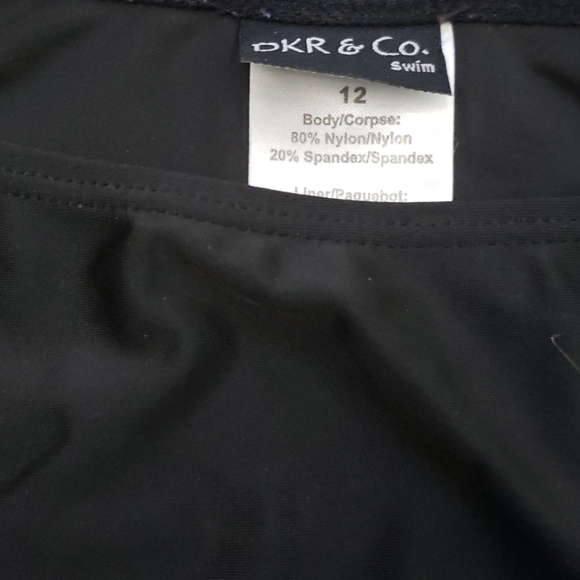 DKR & Co.
Swim
12
Body/Corpse:
80% Nylon/Nylon
20% Spandex/Spandex
Liner/Paquebot: